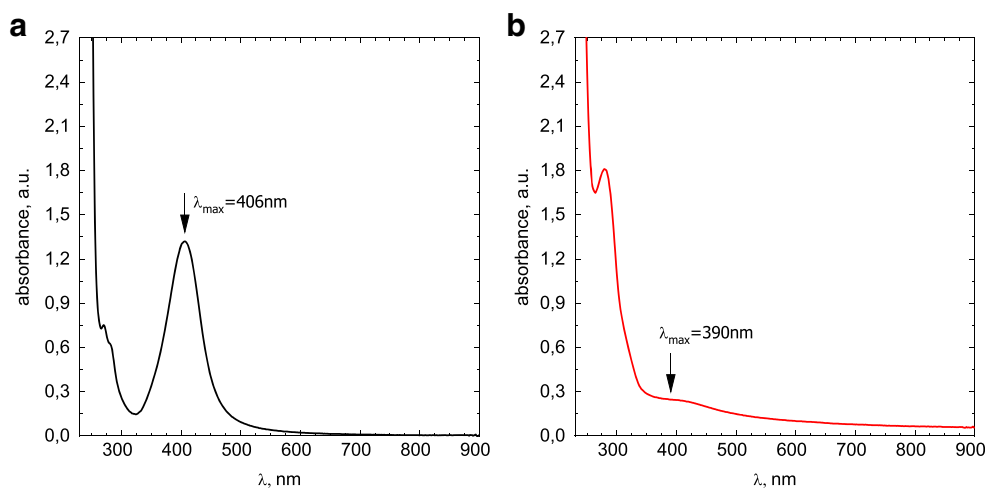 a
2,7
2,4
2,1
1,8
1,5
1,2
0,9
0,6
0,3
0,0
absorbance, a.u.
λmax=406nm
300 400 500 600 700 800 900
λ, nm
b
2,7
2,4
2,1
1,8
1,5
1,2
0,9
0,6
0,3
0,0
absorbance, a.u.
λmax=390nm
300 400 500 600 700 800 900
λ, nm